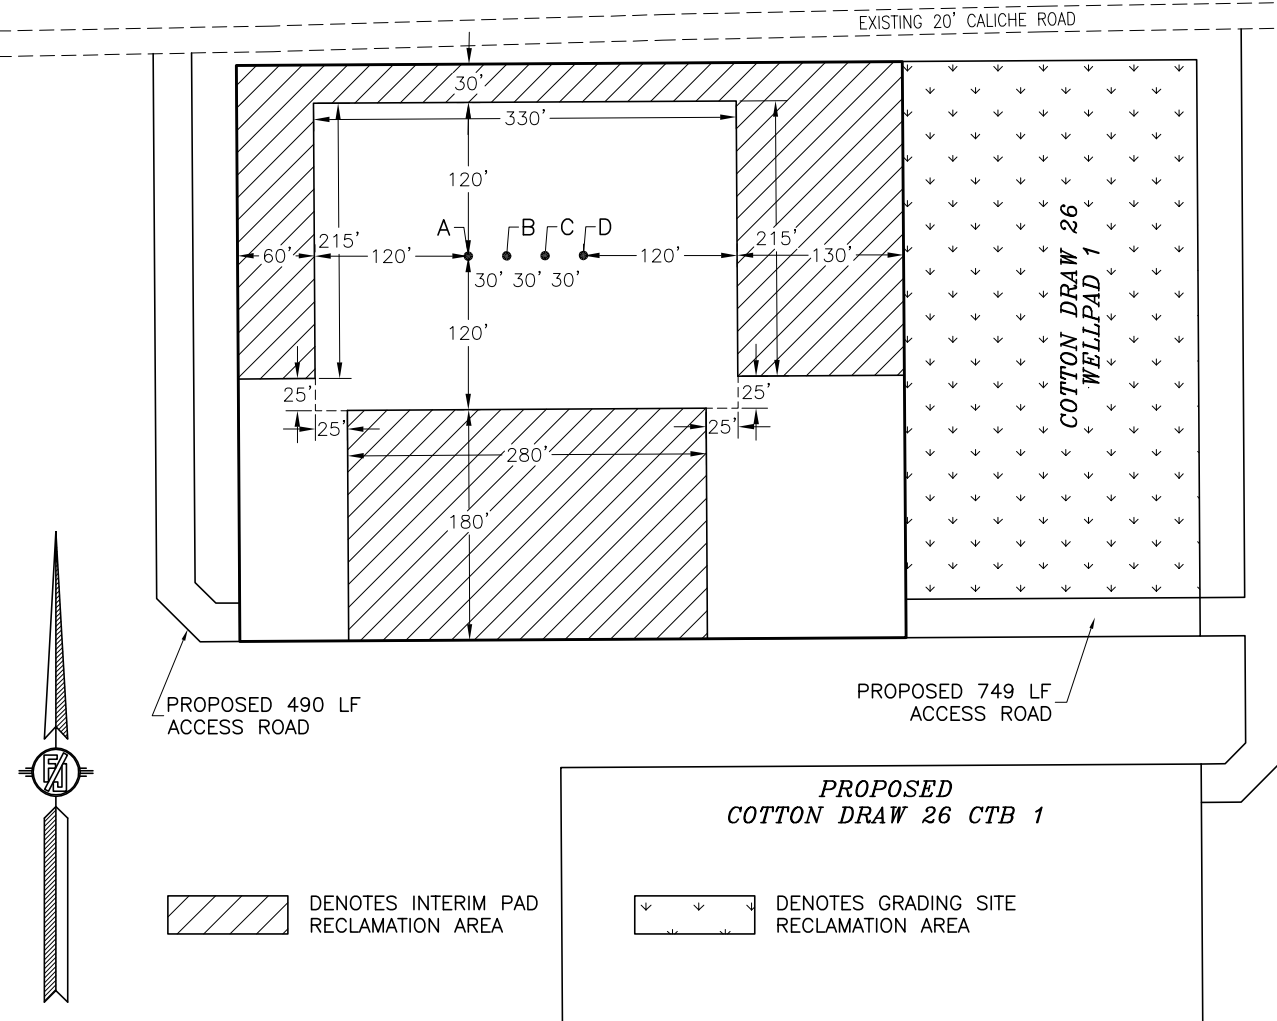 EXISTING 20' CALICHE ROAD
30'
330'
120'
A
B
C
D
60'
215'
120'
120'
215'
130'
30' 30' 30'
120'
25'
25'
25'
25'
280'
180'
COTTON DRAW 26
WELLPAD 1
PROPOSED 490 LF
ACCESS ROAD
PROPOSED 749 LF
ACCESS ROAD
PROPOSED
COTTON DRAW 26 CTB 1
DENOTES INTERIM PAD
RECLAMATION AREA
DENOTES GRADING SITE
RECLAMATION AREA